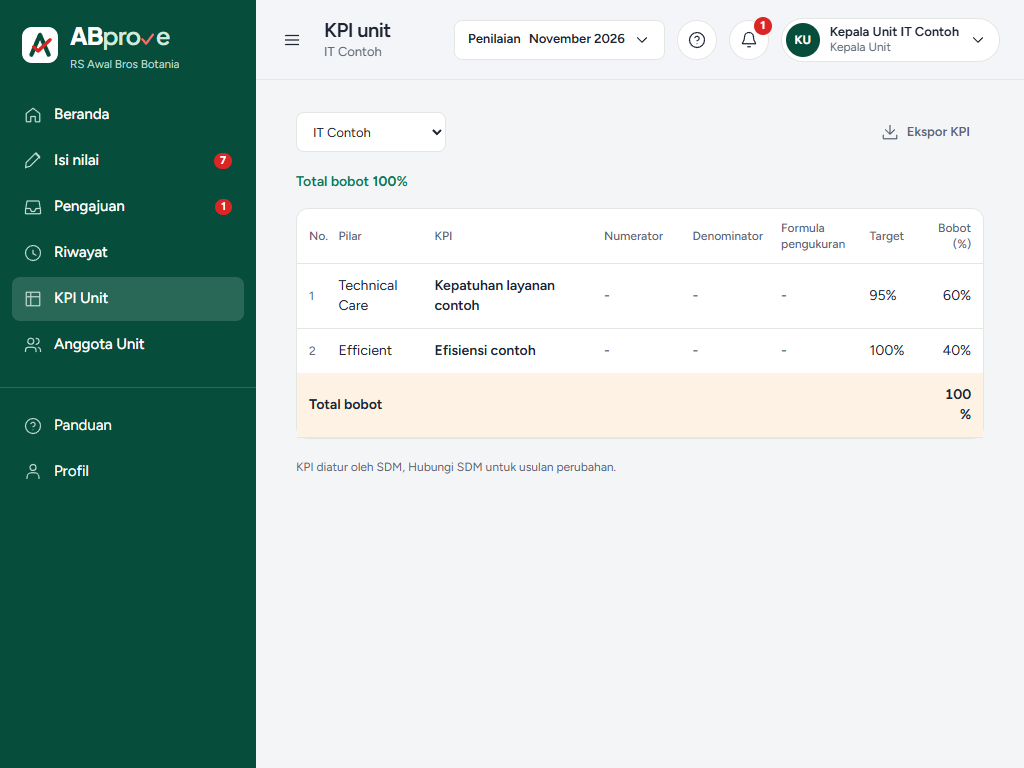 ABprove
RS Awal Bros Botania
Beranda
Isi nilai 7
Pengajuan 1
Riwayat
KPI Unit
Anggota Unit
Panduan
Profil
KPI unit
IT Contoh
Penilaian November 2026
1
KU
Kepala Unit IT Contoh
Kepala Unit
IT Contoh
Ekspor KPI
Total bobot 100%
No. Pilar KPI Numerator Denominator Formula pengukuran Target Bobot (%)
1 Technical Care Kepatuhan layanan contoh - - - 95% 60%
2 Efficient Efisiensi contoh - - - 100% 40%
Total bobot 100 %
KPI diatur oleh SDM, Hubungi SDM untuk usulan perubahan.